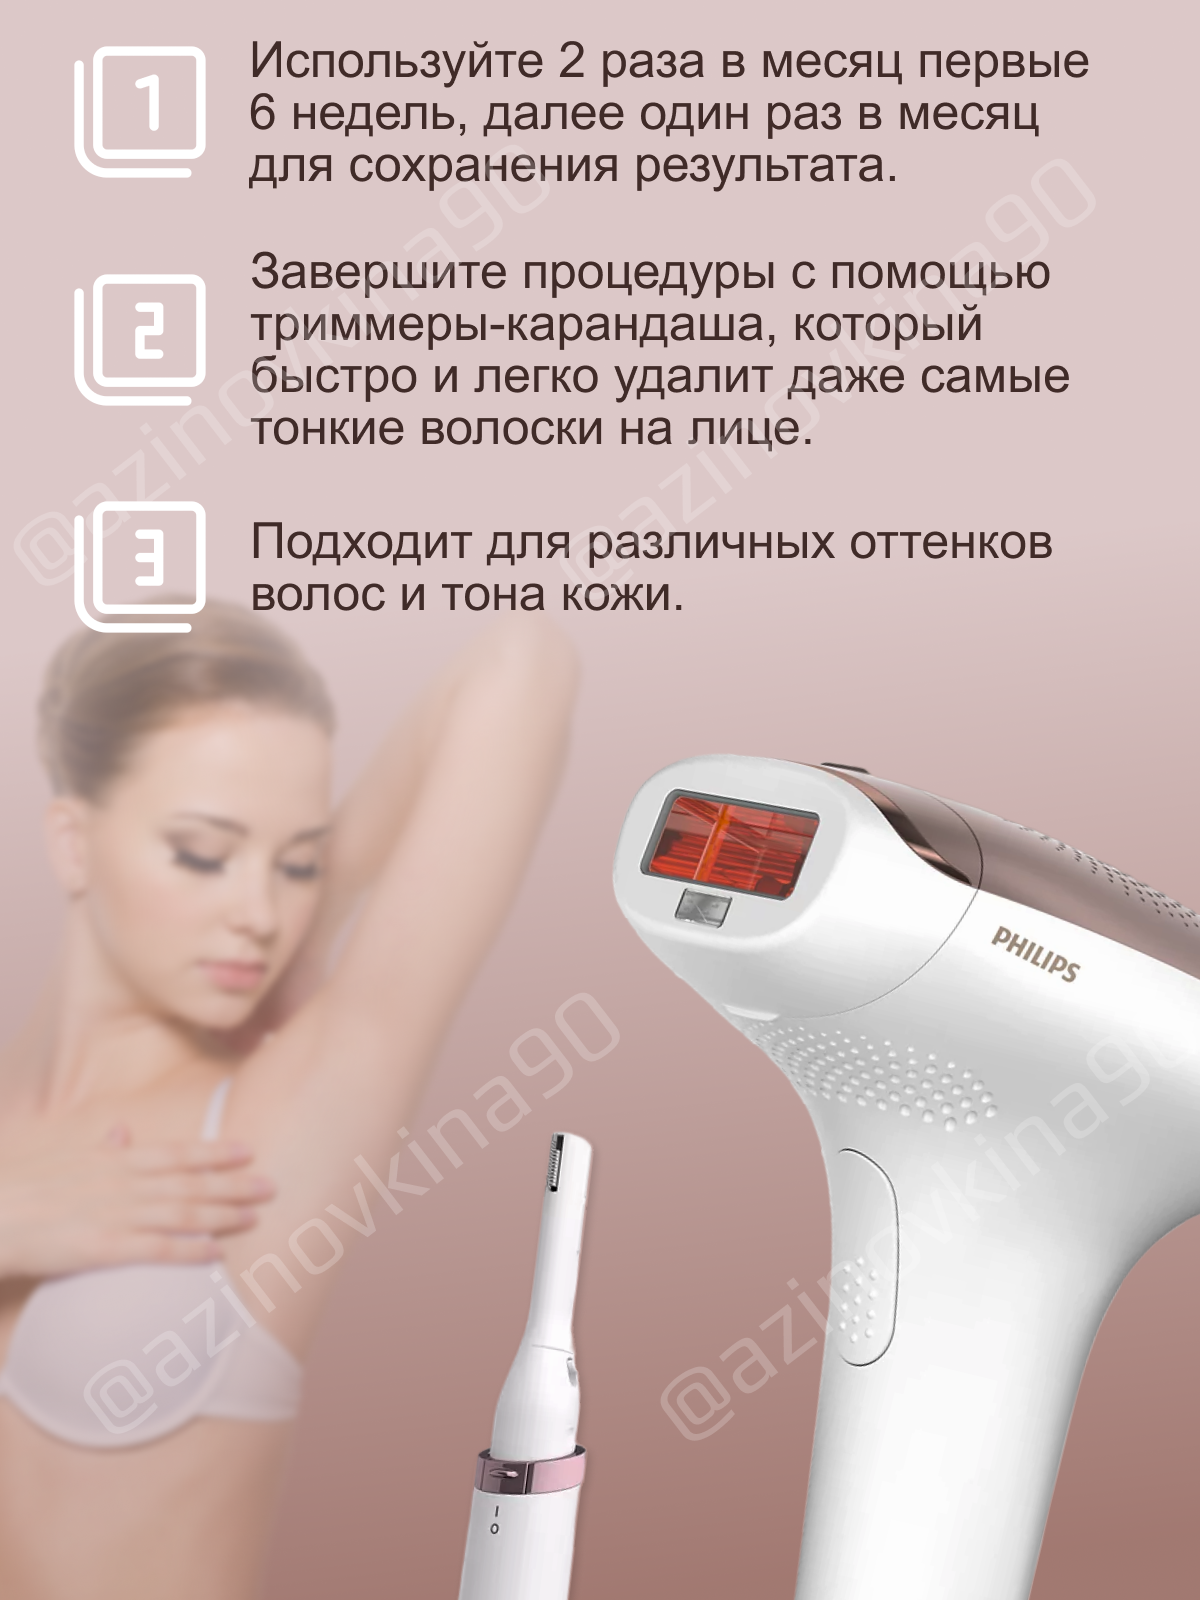 1
Используйте 2 раза в месяц первые
6 недель, далее один раз в месяц
для сохранения результата.
2
Завершите процедуры с помощью
триммеры-карандаша, который
быстро и легко удалит даже самые
тонкие волоски на лице.
3
Подходит для различных оттенков
волос и тона кожи.
@azinovkina90
@azinovkina90
PHILIPS
@azinovkina90
@azinovkina90
I
O